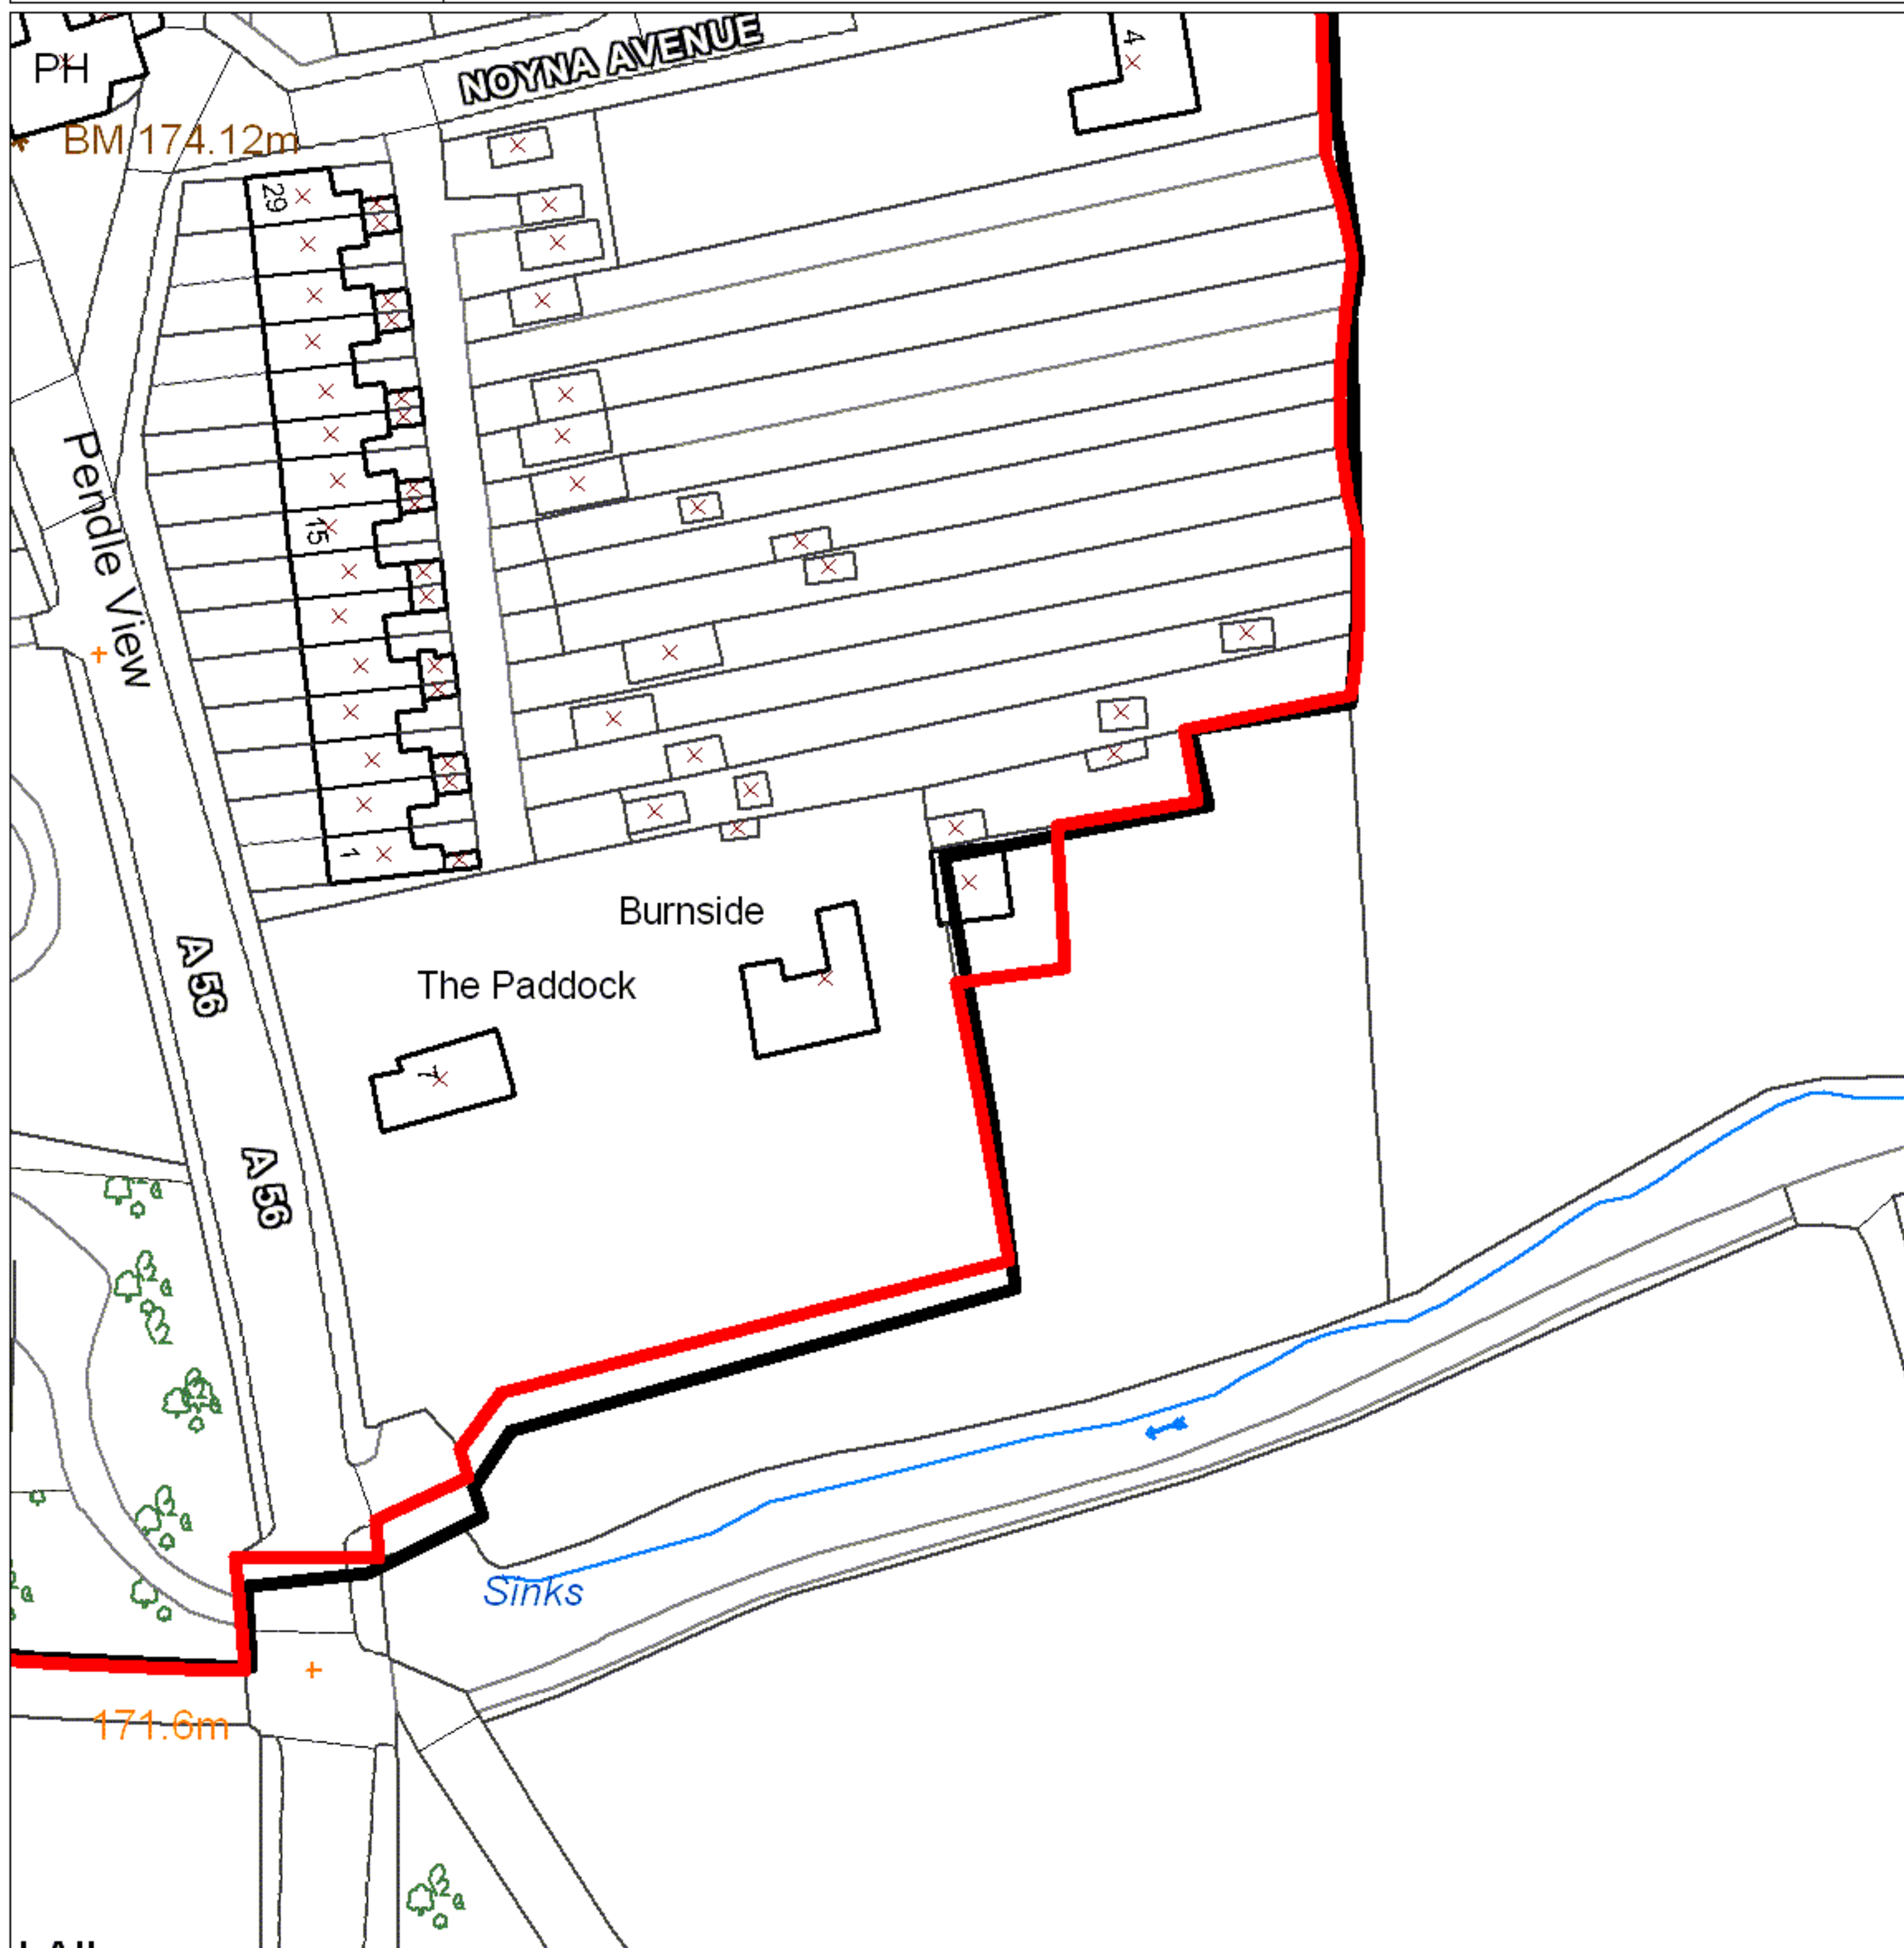 NOYNA AVENUE
4
PH
BM 174.12m
29
Pendle View
15
1
Burnside
A 56
The Paddock
7
A 56
Sinks
171.6m